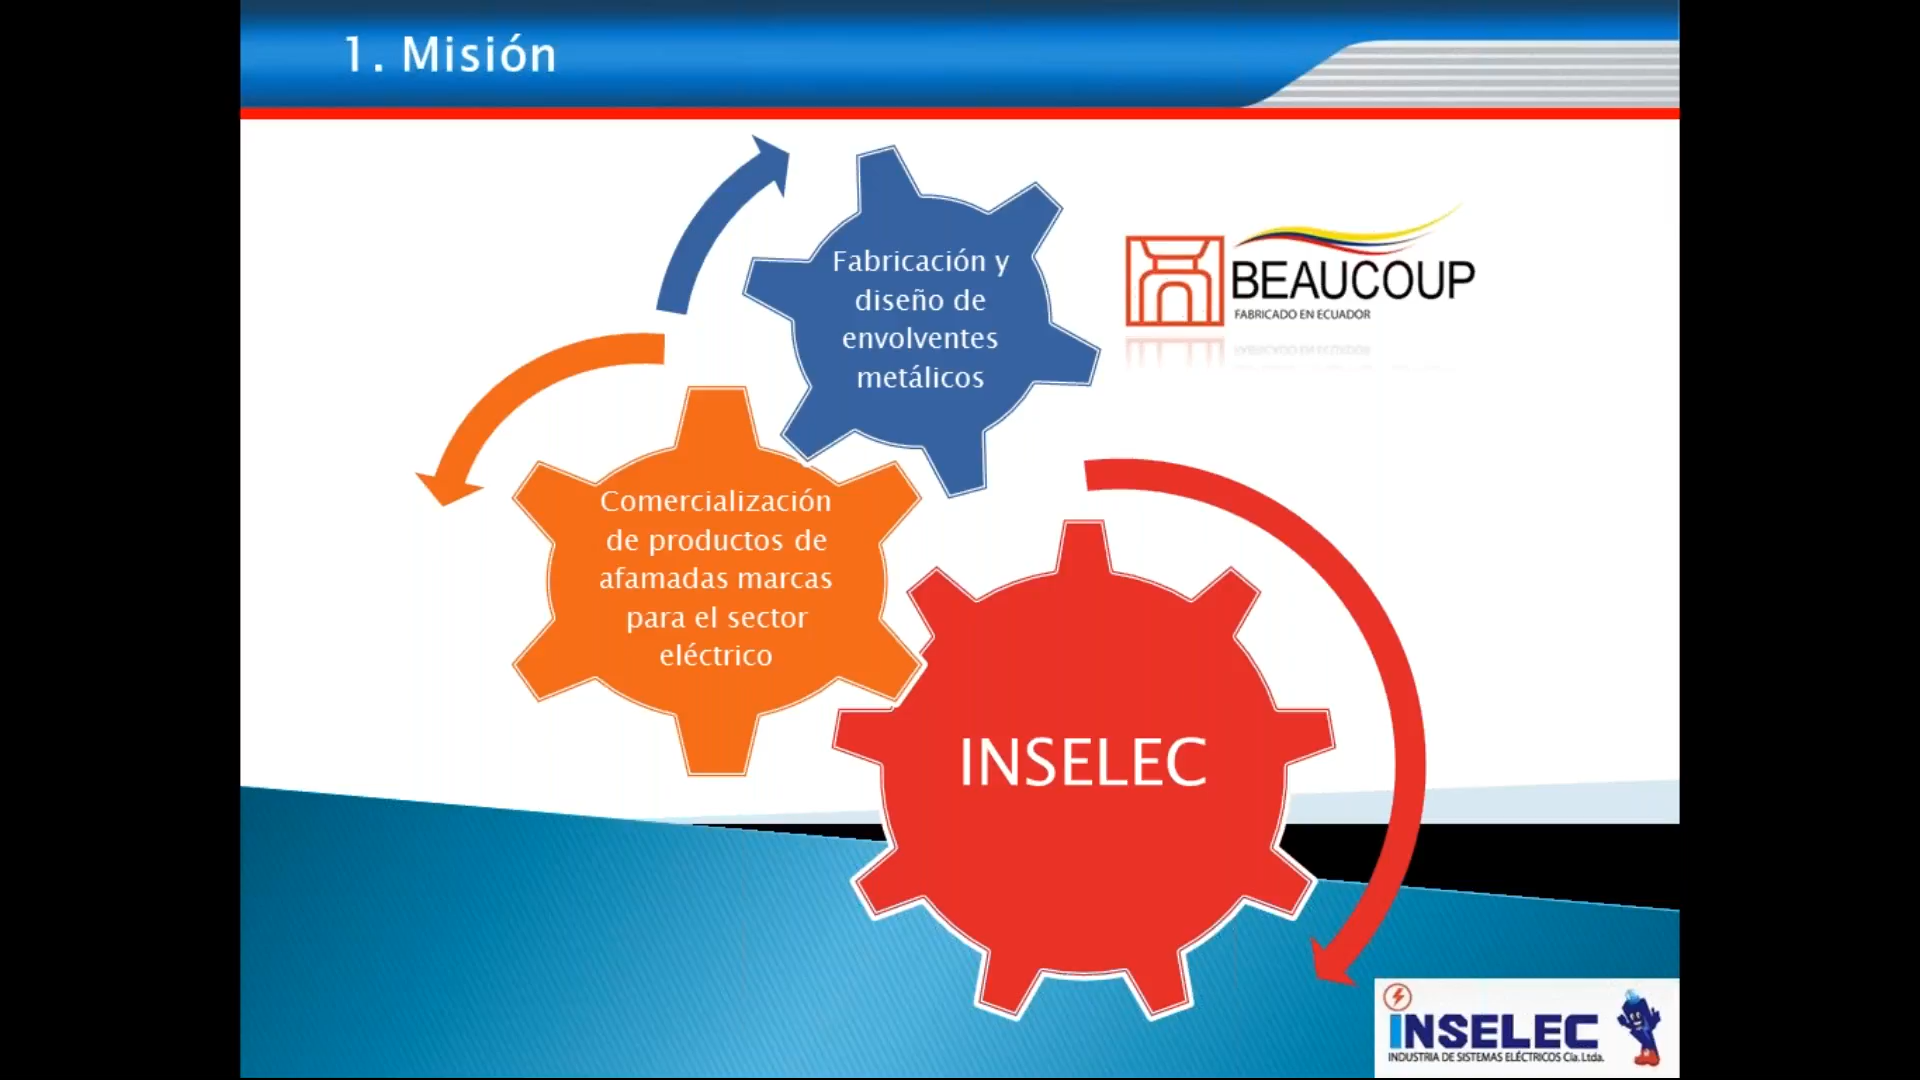 1. Misión
Fabricación y
diseño de
envolventes
metálicos
BEAUCOUP
FABRICADO EN ECUADOR
Comercialización
de productos de
afamadas marcas
para el sector
eléctrico
INSELEC
INSELEC
INDUSTRIA DE SISTEMAS ELÉCTRICOS Cía. Ltda.